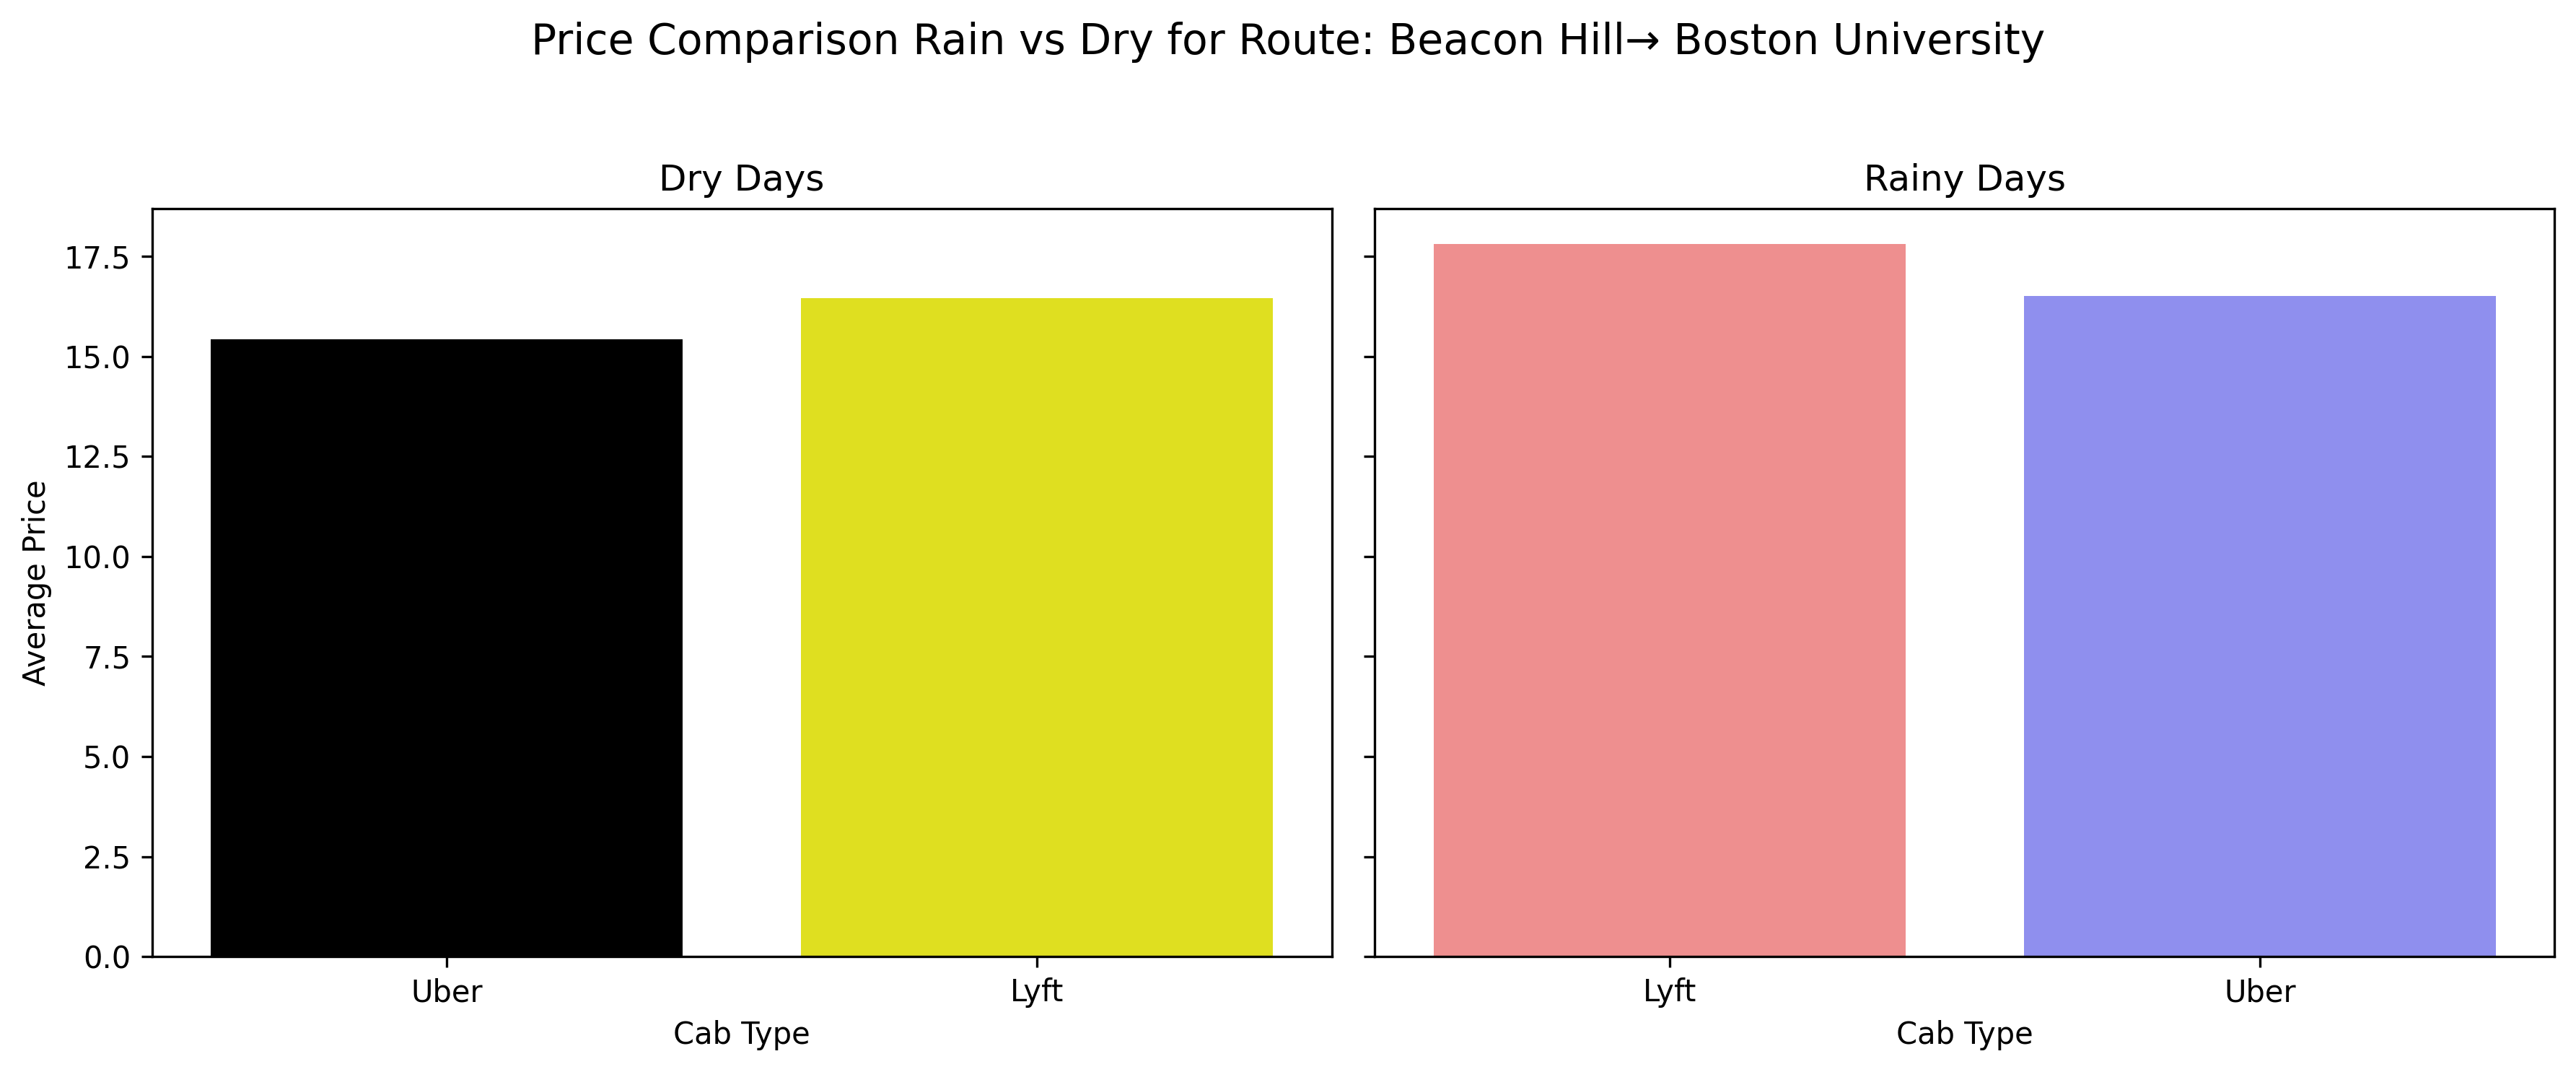 Price Comparison Rain vs Dry for Route: Beacon Hill→ Boston University
Dry Days
Rainy Days
Average Price
17.5
15.0
12.5
10.0
7.5
5.0
2.5
0.0
Uber
Lyft
Cab Type
Lyft
Uber
Cab Type